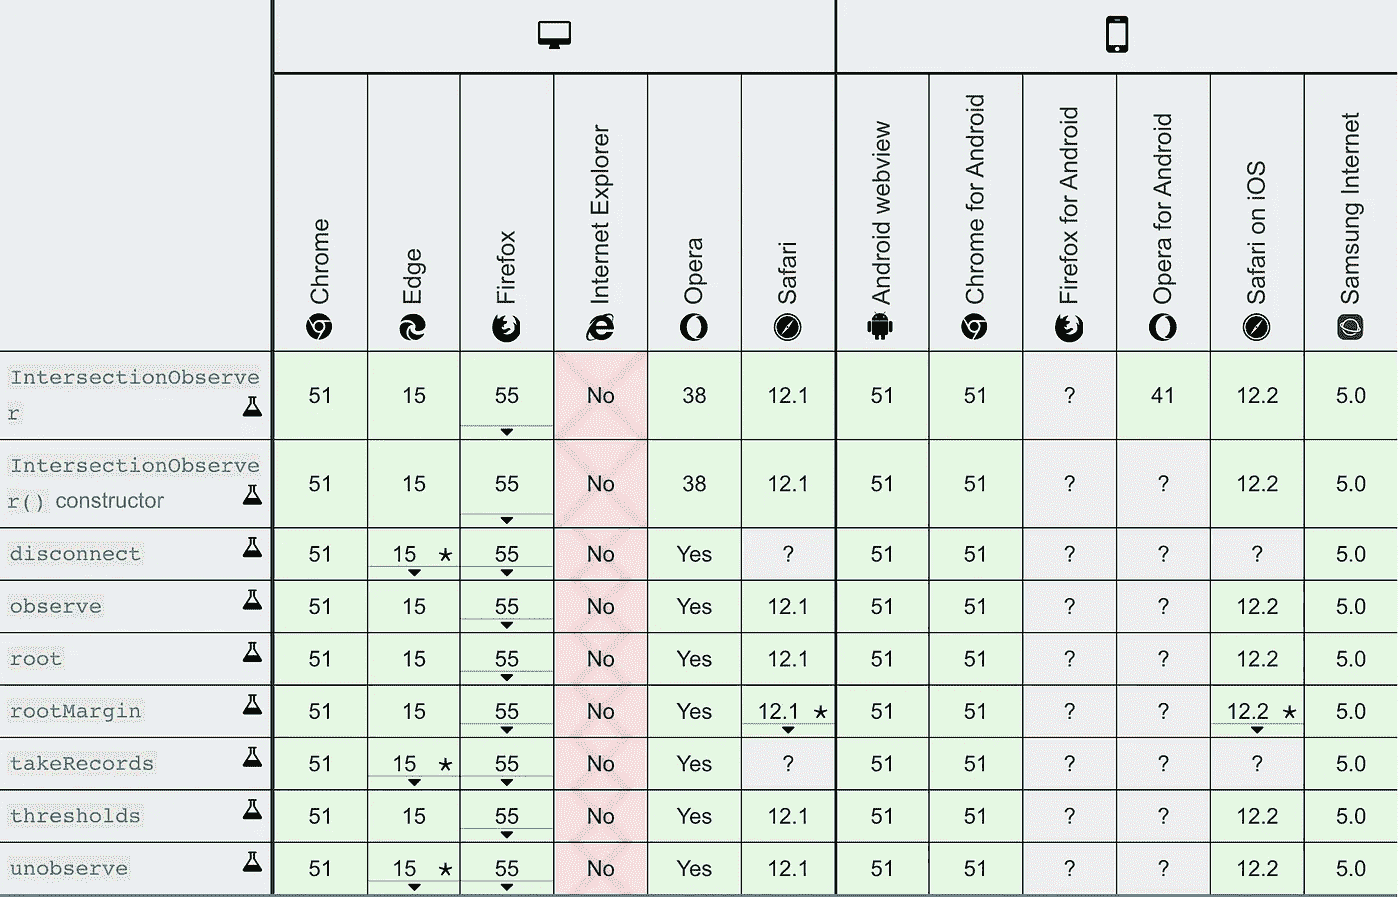 Chrome
Edge
Firefox
Internet Explorer
Opera
Safari
Android webview
Chrome for Android
Firefox for Android
Opera for Android
Safari on iOS
Samsung Internet
IntersectionObserve
r
51 15 55 No 38 12.1 51 51 ? 41 12.2 5.0
IntersectionObserve
r() constructor
51 15 55 No 38 12.1 51 51 ? ? 12.2 5.0
disconnect 51 15 * 55 No Yes ? 51 51 ? ? ? 5.0
observe 51 15 55 No Yes 12.1 51 51 ? ? 12.2 5.0
root 51 15 55 No Yes 12.1 51 51 ? ? 12.2 5.0
rootMargin 51 15 55 No Yes 12.1 * 51 51 ? ? 12.2 * 5.0
takeRecords 51 15 * 55 No Yes ? 51 51 ? ? ? 5.0
thresholds 51 15 55 No Yes 12.1 51 51 ? ? 12.2 5.0
unobserve 51 15 * 55 No Yes 12.1 51 51 ? ? 12.2 5.0